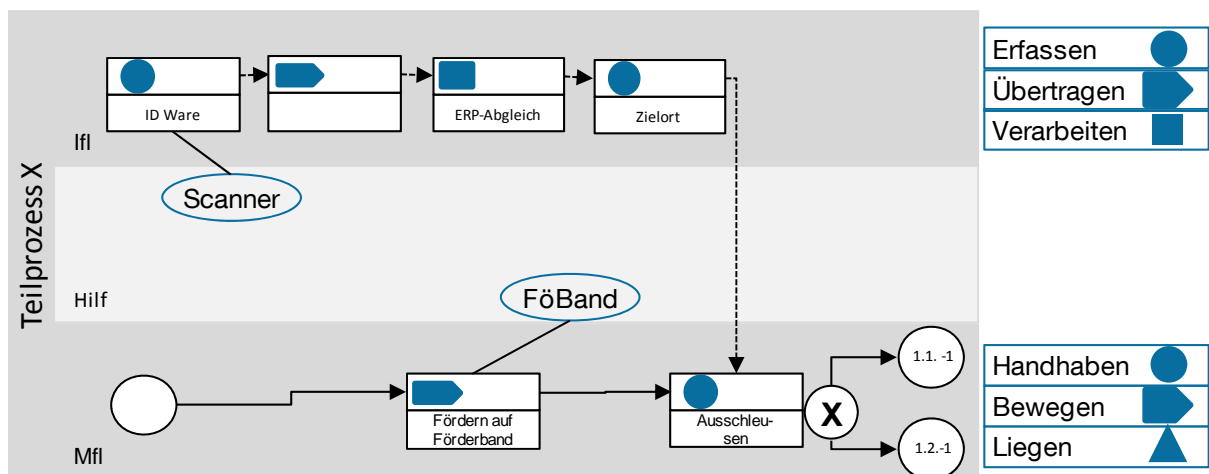 Teilprozess X
ID Ware
ERP-Abgleich
Zielort
Ifl
Scanner
Hilf
FöBand
Fördern auf
Förderband
Ausschleu-
sen
X
1.1. -1
1.2.-1
Mfl
Erfassen
Übertragen
Verarbeiten
Handhaben
Bewegen
Liegen